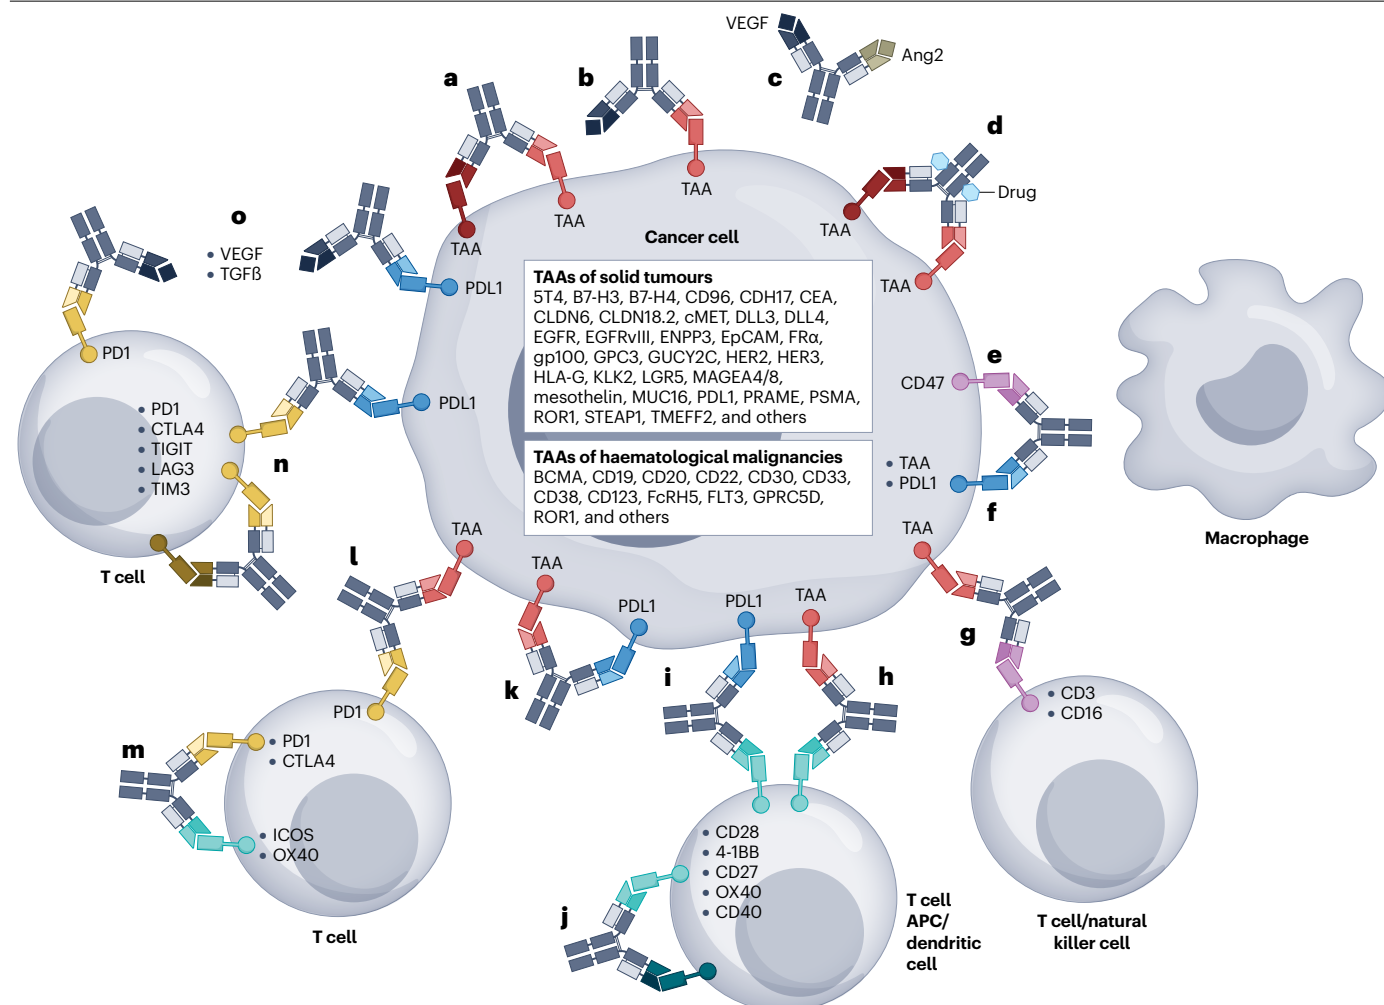 VEGF
Ang2
a
b
c
d
TAA
TAA
TAA
Drug
TAA
TAA
Cancer cell
o
• VEGF
• TGFß
PDL1
PD1
PDL1
TAAs of solid tumours
5T4, B7-H3, B7-H4, CD96, CDH17, CEA,
CLDN6, CLDN18.2, cMET, DLL3, DLL4,
EGFR, EGFRvIII, ENPP3, EpCAM, FRα,
gp100, GPC3, GUCY2C, HER2, HER3,
HLA-G, KLK2, LGR5, MAGEA4/8,
mesothelin, MUC16, PDL1, PRAME, PSMA,
ROR1, STEAP1, TMEFF2, and others
TAAs of haematological malignancies
BCMA, CD19, CD20, CD22, CD30, CD33,
CD38, CD123, FcRH5, FLT3, GPRC5D,
ROR1, and others
e
CD47
• TAA
• PDL1
f
Macrophage
• PD1
• CTLA4
• TIGIT
• LAG3
• TIM3
n
T cell
l
TAA
PD1
TAA
PDL1
k
PDL1
TAA
i
h
TAA
g
• CD3
• CD16
T cell/natural
killer cell
m
• PD1
• CTLA4
• ICOS
• OX40
T cell
• CD28
• 4-1BB
• CD27
• OX40
• CD40
j
T cell
APC/
dendritic
cell